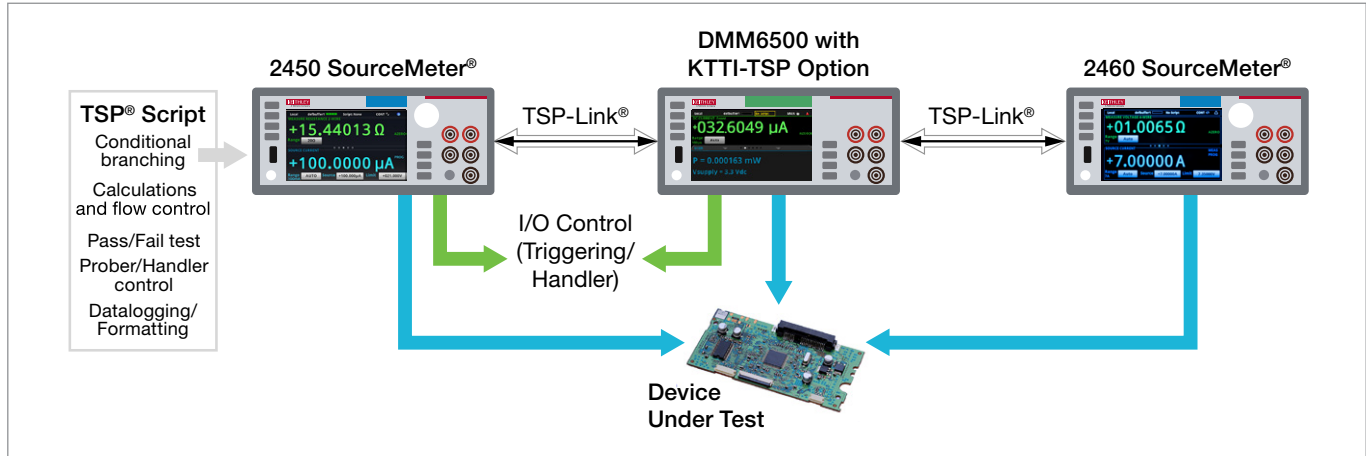 DMM6500 with
KTTI-TSP Option
2450 SourceMeter®
2460 SourceMeter®
TSP® Script
Conditional
branching
Calculations
and flow control
Pass/Fail test
Prober/Handler
control
Datalogging/
Formatting
TSP-Link®
TSP-Link®
+15.44013 Ω
+100.0000 µA
AUTO
+032.6049 µA
P = 0.000163 mW
+01.0065 Ω
+7.00000 A
Auto
I/O Control
(Triggering/
Handler)
Device
Under Test